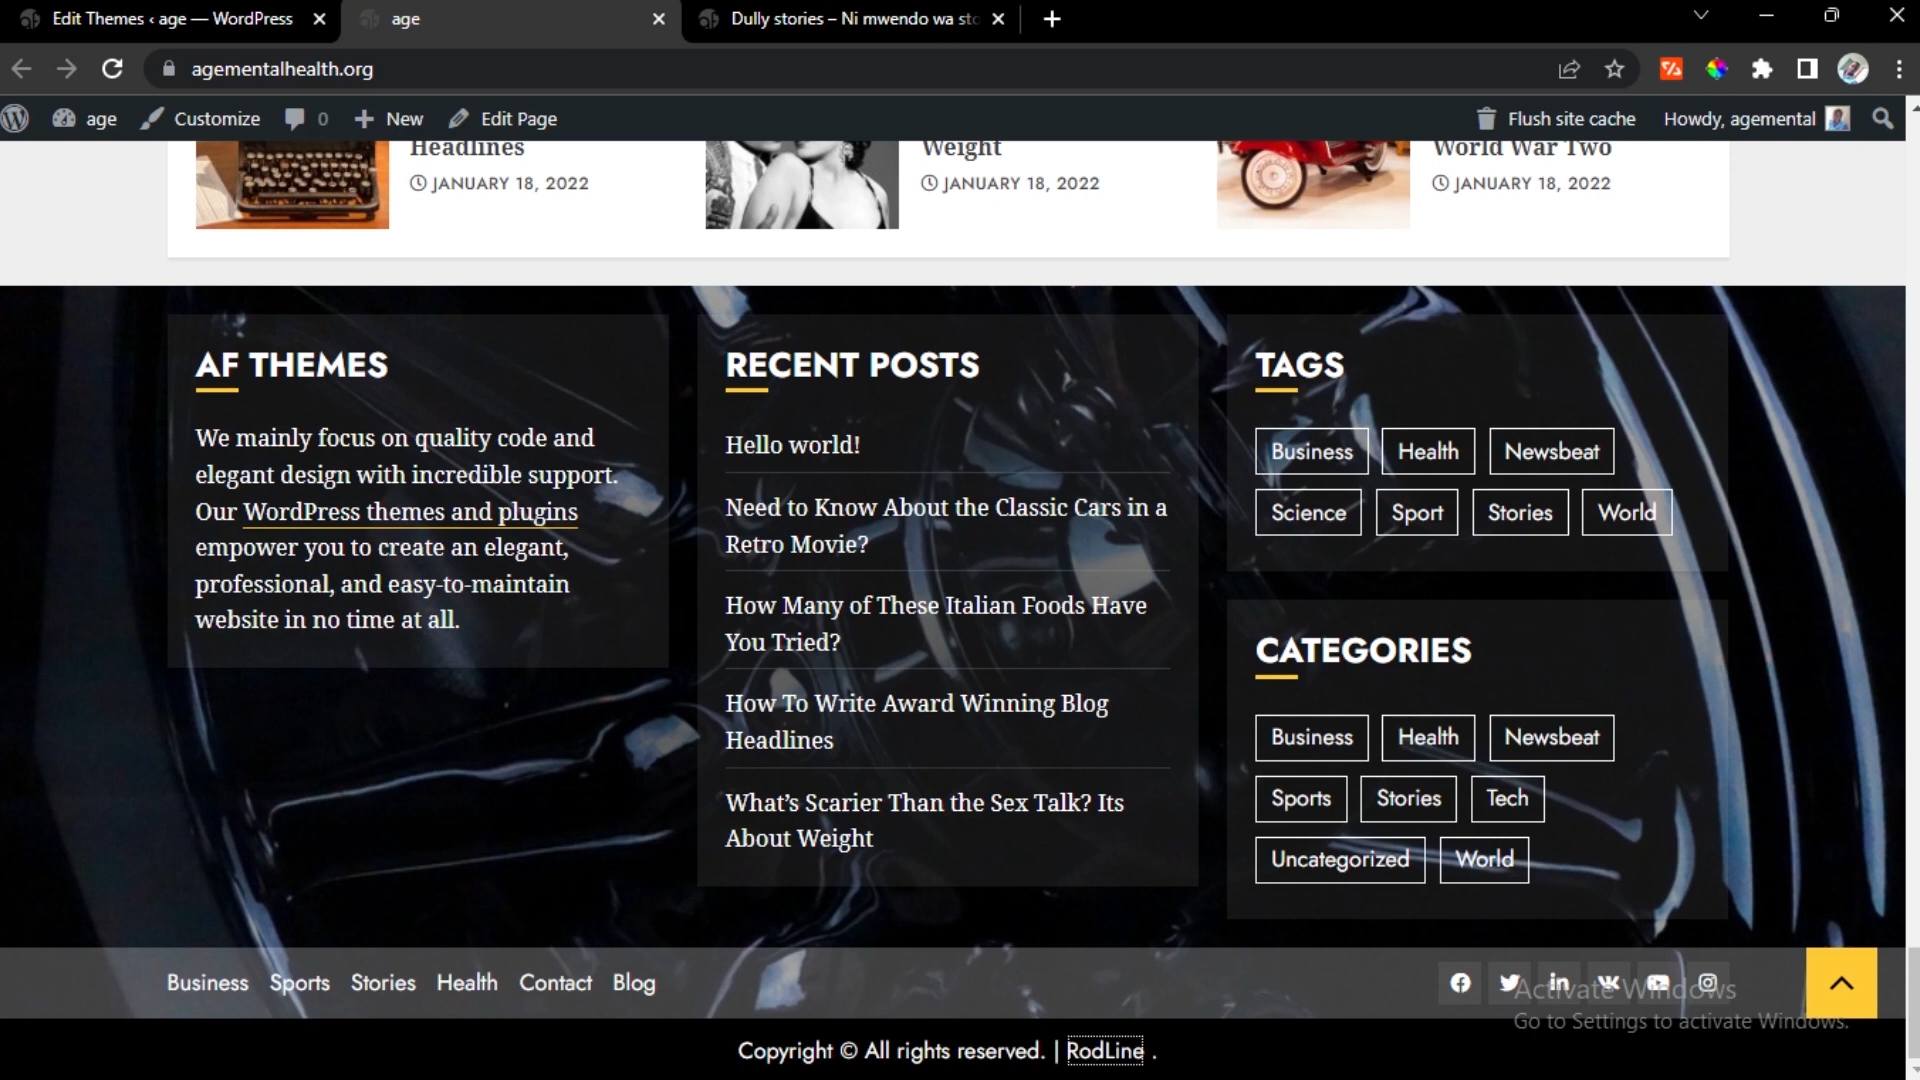 Edit Themes ‹ age — WordPress
age
Dully stories – Ni mwendo wa sto
agementalhealth.org
age
Customize
0
New
Edit Page
Flush site cache
Howdy, agemental
Headlines
JANUARY 18, 2022
Weight
JANUARY 18, 2022
World War Two
JANUARY 18, 2022
AF THEMES
We mainly focus on quality code and
elegant design with incredible support.
Our WordPress themes and plugins
empower you to create an elegant,
professional, and easy-to-maintain
website in no time at all.
RECENT POSTS
Hello world!
Need to Know About the Classic Cars in a
Retro Movie?
How Many of These Italian Foods Have
You Tried?
How To Write Award Winning Blog
Headlines
What’s Scarier Than the Sex Talk? Its
About Weight
TAGS
Business Health Newsbeat
Science Sport Stories World
CATEGORIES
Business Health Newsbeat
Sports Stories Tech
Uncategorized World
Business Sports Stories Health Contact Blog
Activate Windows
Go to Settings to activate Windows.
Copyright © All rights reserved. | RodLine .